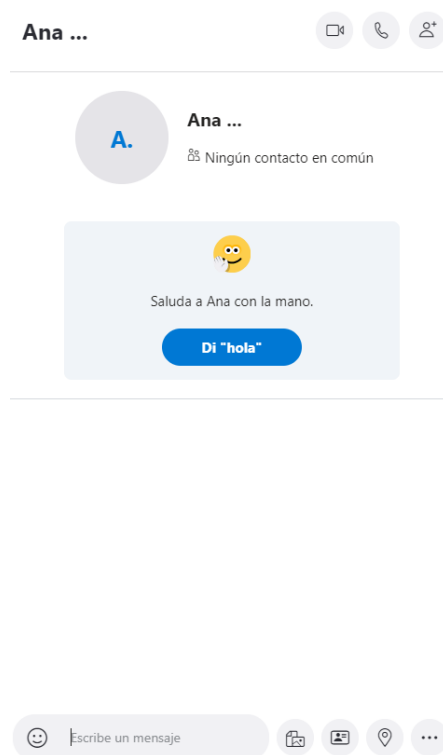 Ana ...
A.
Ana ...
Ningún contacto en común
Saluda a Ana con la mano.
Di "hola"
Escribe un mensaje